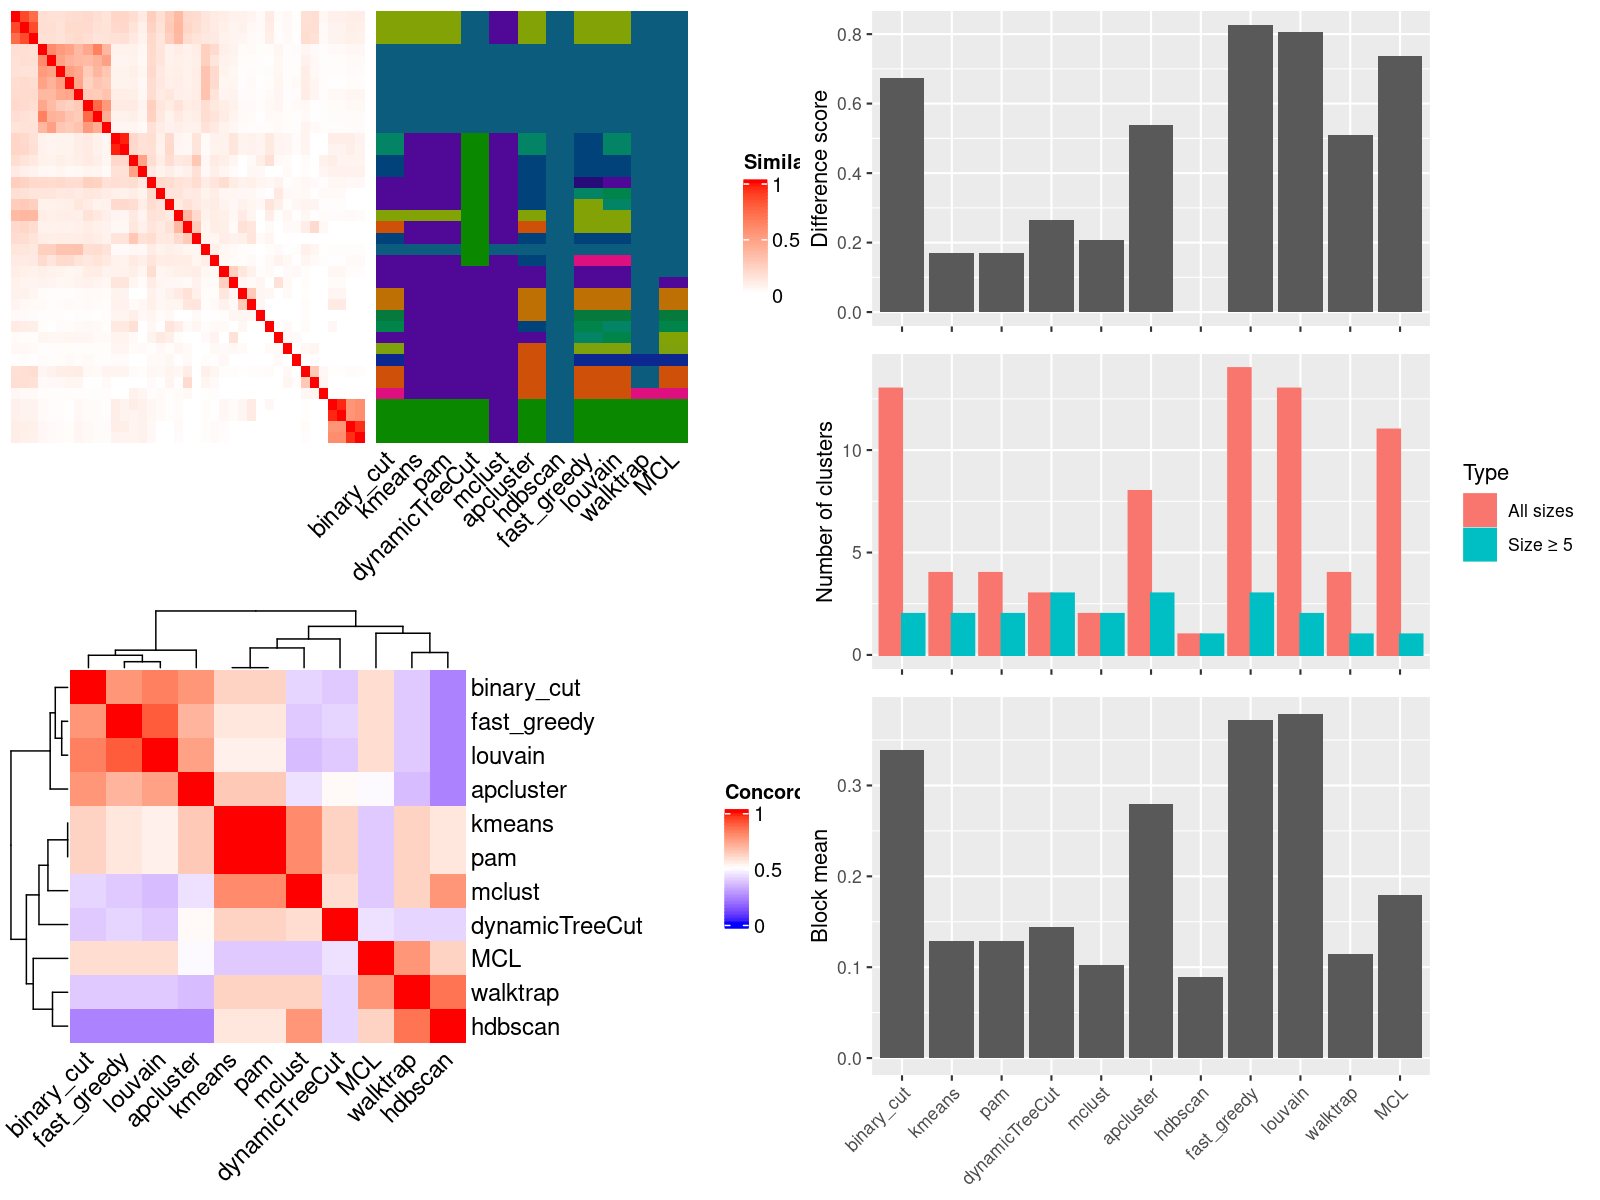 Simila
1
0.5
0
binary_cut
kmeans
pam
dynamicTreeCut
mclust
apcluster
hdbscan
fast_greedy
louvain
walktrap
MCL
binary_cut
fast_greedy
louvain
apcluster
kmeans
pam
mclust
dynamicTreeCut
MCL
walktrap
hdbscan
binary_cut
fast_greedy
louvain
apcluster
kmeans
pam
mclust
dynamicTreeCut
MCL
walktrap
hdbscan
Concord
1
0.5
0
Difference score
0.8
0.6
0.4
0.2
0.0
Number of clusters
10
5
0
Type
All sizes
Size ≥ 5
Block mean
0.3
0.2
0.1
0.0
binary_cut
kmeans
pam
dynamicTreeCut
mclust
apcluster
hdbscan
fast_greedy
louvain
walktrap
MCL